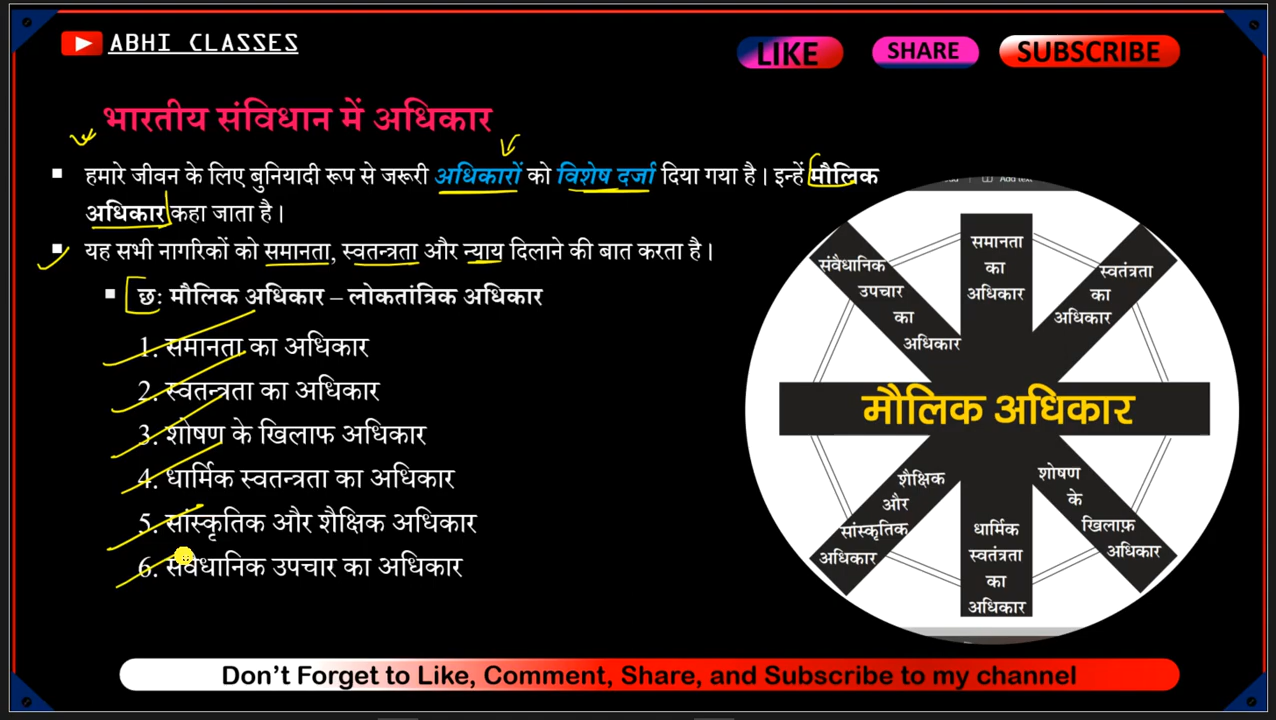 ABHI CLASSES
LIKE
SHARE
SUBSCRIBE
भारतीय संविधान में अधिकार
▪ हमारे जीवन के लिए बुनियादी रूप से जरूरी अधिकारों को विशेष दर्जा दिया गया है। इन्हें मौलिक
अधिकार कहा जाता है।
▪ यह सभी नागरिकों को समानता, स्वतन्त्रता और न्याय दिलाने की बात करता है।
▪ छः मौलिक अधिकार – लोकतांत्रिक अधिकार
1. समानता का अधिकार
2. स्वतन्त्रता का अधिकार
3. शोषण के खिलाफ अधिकार
4. धार्मिक स्वतन्त्रता का अधिकार
5. सांस्कृतिक और शैक्षिक अधिकार
6. संवैधानिक उपचार का अधिकार
Add text
समानता
का
अधिकार
स्वतंत्रता
का
अधिकार
संवैधानिक
उपचार
का
अधिकार
मौलिक अधिकार
शैक्षिक
और
सांस्कृतिक
अधिकार
धार्मिक
स्वतंत्रता
का
अधिकार
शोषण
के
खिलाफ़
अधिकार
Don't Forget to Like, Comment, Share, and Subscribe to my channel